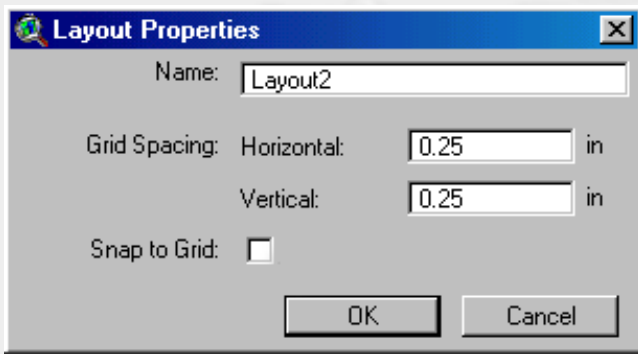 Layout Properties
Name: Layout2
Grid Spacing: Horizontal: 0.25 in
Vertical: 0.25 in
Snap to Grid:
OK Cancel